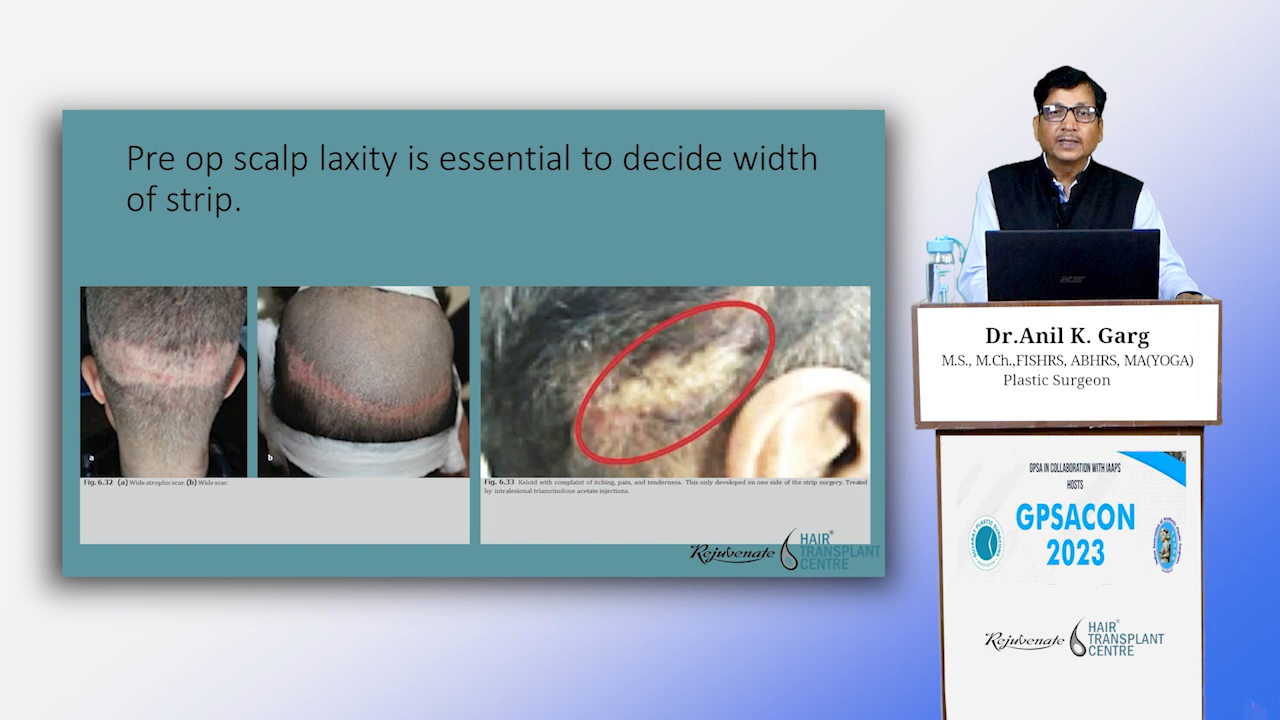 Pre op scalp laxity is essential to decide width
of strip.
a
b
Fig. 6.32 (a) Wide atrophic scar. (b) Wide scar.
Fig. 6.33 Keloid with complaint of itching, pain, and tenderness. This only developed on one side of the strip surgery. Treated
by intralesional triamcinolone acetate injections.
Rejuvenate
HAIR®
TRANSPLANT
CENTRE
Dr.Anil K. Garg
M.S., M.Ch.,FISHRS, ABHRS, MA(YOGA)
Plastic Surgeon
GPSA IN COLLABORATION WITH IAAPS
HOSTS
GPSACON
2023
Rejuvenate
HAIR®
TRANSPLANT
CENTRE